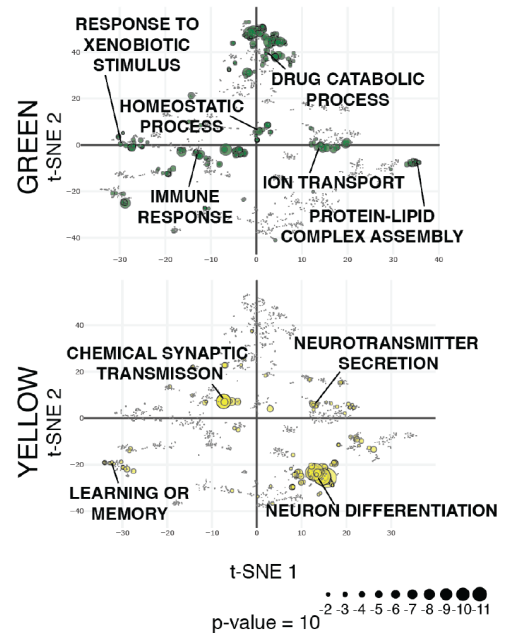 RESPONSE TO
XENOBIOTIC
STIMULUS
DRUG CATABOLIC
PROCESS
HOMEOSTATIC
PROCESS
ION TRANSPORT
IMMUNE
RESPONSE
PROTEIN-LIPID
COMPLEX ASSEMBLY
GREEN
t-SNE 2
40
20
0
−20
−40
−30
−20
−10
0
10
20
30
40
CHEMICAL SYNAPTIC
TRANSMISSON
NEUROTRANSMITTER
SECRETION
LEARNING OR
MEMORY
NEURON DIFFERENTIATION
YELLOW
t-SNE 2
40
20
0
−20
−40
−30
−20
−10
0
10
20
30
t-SNE 1
p-value = 10
-2 -3 -4 -5 -6 -7 -8 -9 -10 -11